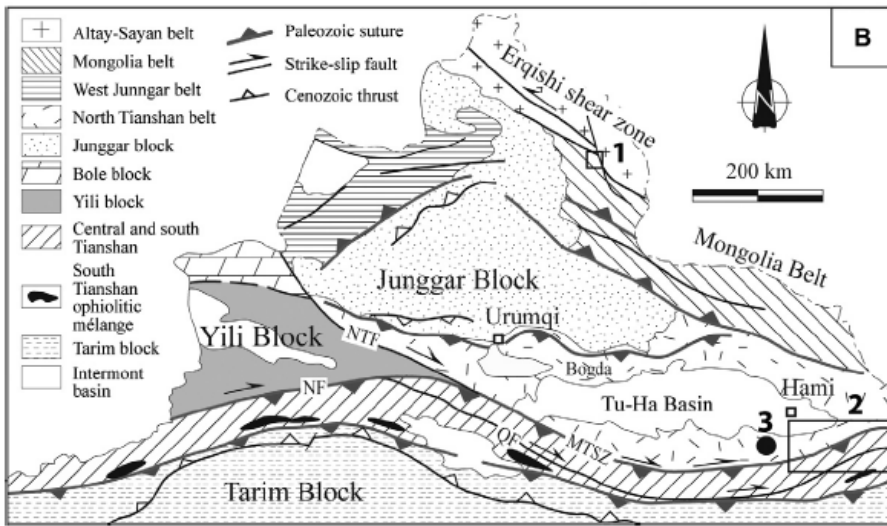 Altay-Sayan belt
Mongolia belt
West Junngar belt
North Tianshan belt
Junggar block
Bole block
Yili block
Central and south
Tianshan
South
Tianshan
ophiolitic
mélange
Tarim block
Intermont
basin
Paleozoic suture
Strike-slip fault
Cenozoic thrust
B
N
200 km
Erqishi shear zone
1
Mongolia Belt
Junggar Block
Urumqi
Yili Block
NTF
Bogda
NF
Tu-Ha Basin
Hami
2
3
QF
MTSZ
Tarim Block